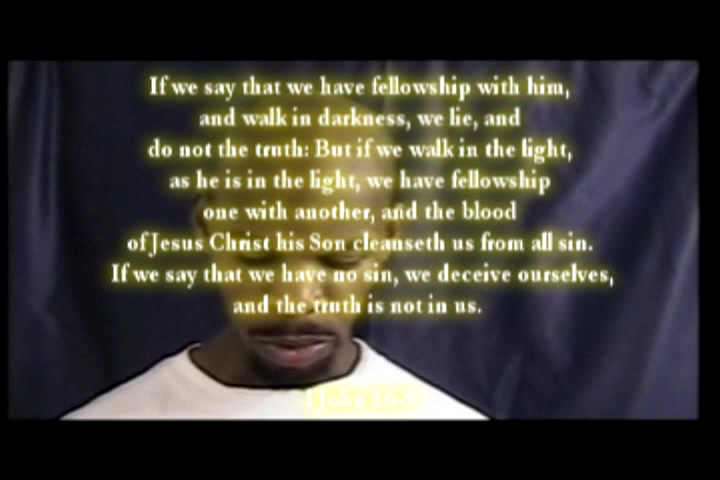 If we say that we have fellowship with him,
and walk in darkness, we lie, and
do not the truth: But if we walk in the light,
as he is in the light, we have fellowship
one with another, and the blood
of Jesus Christ his Son cleanseth us from all sin.
If we say that we have no sin, we deceive ourselves,
and the truth is not in us.